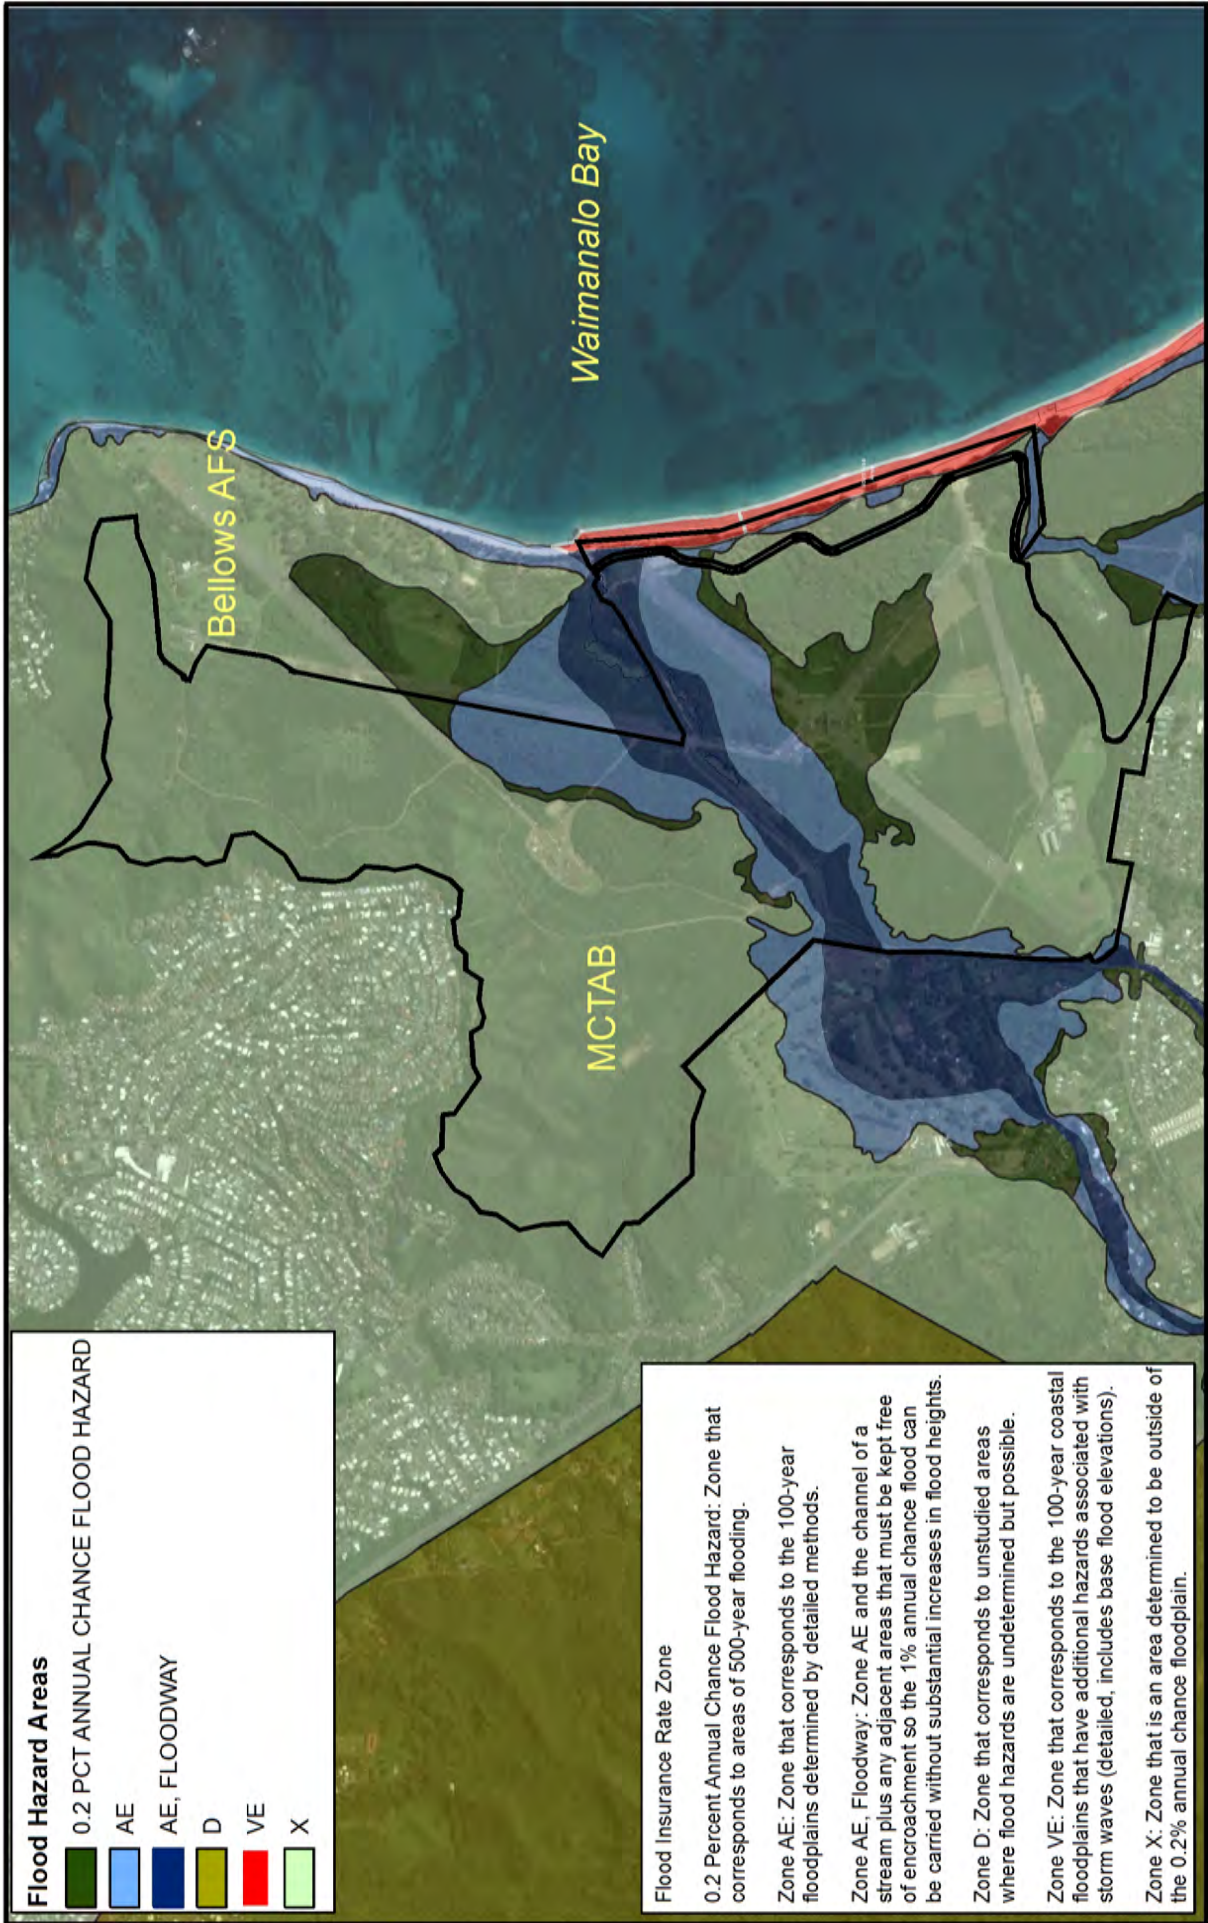 Flood Hazard Areas
0.2 PCT ANNUAL CHANCE FLOOD HAZARD
AE
AE, FLOODWAY
D
VE
X
Flood Insurance Rate Zone
0.2 Percent Annual Chance Flood Hazard: Zone that
corresponds to areas of 500-year flooding.
Zone AE: Zone that corresponds to the 100-year
floodplains determined by detailed methods.
Zone AE, Floodway: Zone AE and the channel of a
stream plus any adjacent areas that must be kept free
of encroachment so the 1% annual chance flood can
be carried without substantial increases in flood heights.
Zone D: Zone that corresponds to unstudied areas
where flood hazards are undetermined but possible.
Zone VE: Zone that corresponds to the 100-year coastal
floodplains that have additional hazards associated with
storm waves (detailed, includes base flood elevations).
Zone X: Zone that is an area determined to be outside of
the 0.2% annual chance floodplain.
Bellows AFS
MCTAB
Waimanalo Bay